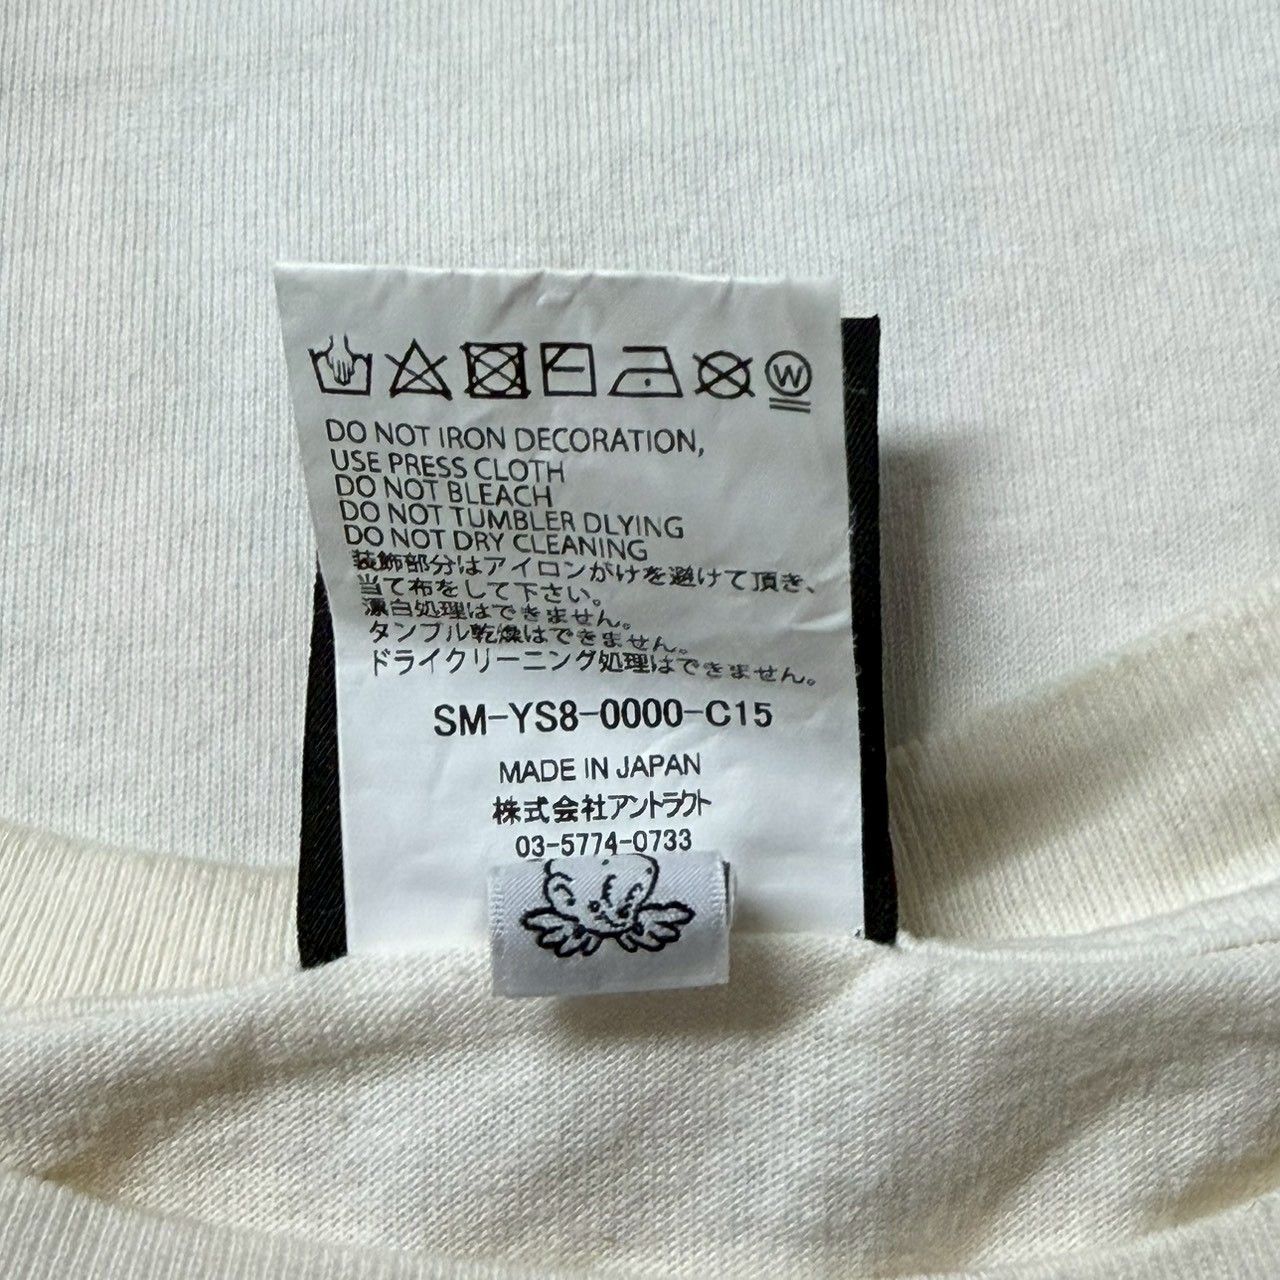 W
DO NOT IRON DECORATION,
USE PRESS CLOTH
DO NOT BLEACH
DO NOT TUMBLER DLYING
DO NOT DRY CLEANING
装飾部分はアイロンがけを避けて頂き、
当て布をして下さい。
漂白処理はできません。
タンブル乾燥はできません。
ドライクリーニング処理はできません。
SM-YS8-0000-C15
MADE IN JAPAN
株式会社アントラクト
03-5774-0733